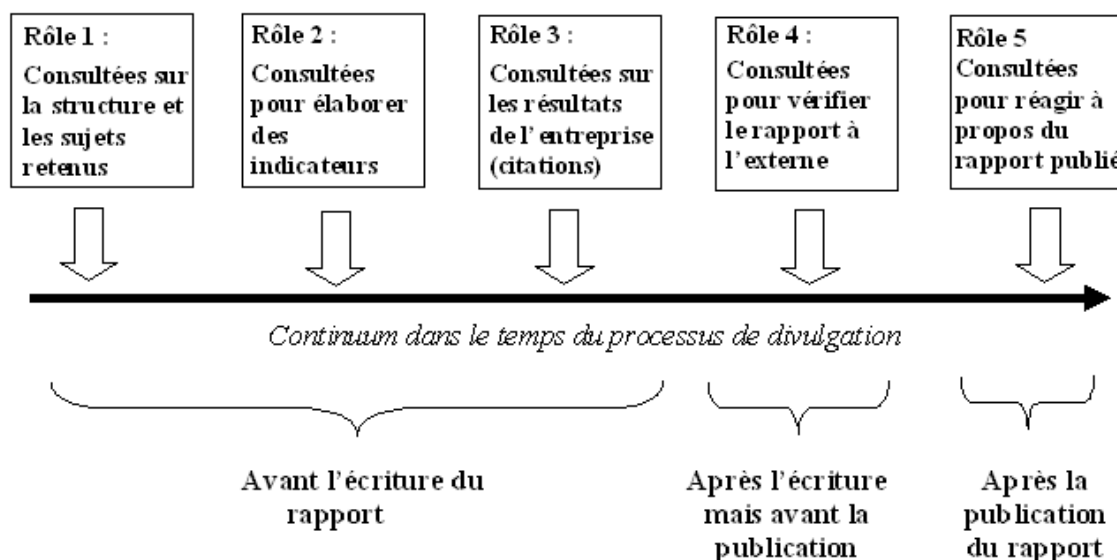 Rôle 1 :
Consultées sur
la structure et
les sujets
retenus
Rôle 2 :
Consultées
pour élaborer
des
indicateurs
Rôle 3 :
Consultées sur
les résultats
de l'entreprise
(citations)
Rôle 4 :
Consultées
pour vérifier
le rapport à
l'externe
Rôle 5
Consultées
pour réagir à
propos du
rapport publié
Continuum dans le temps du processus de divulgation
Avant l'écriture du
rapport
Après l'écriture
mais avant la
publication
Après la
publication
du rapport